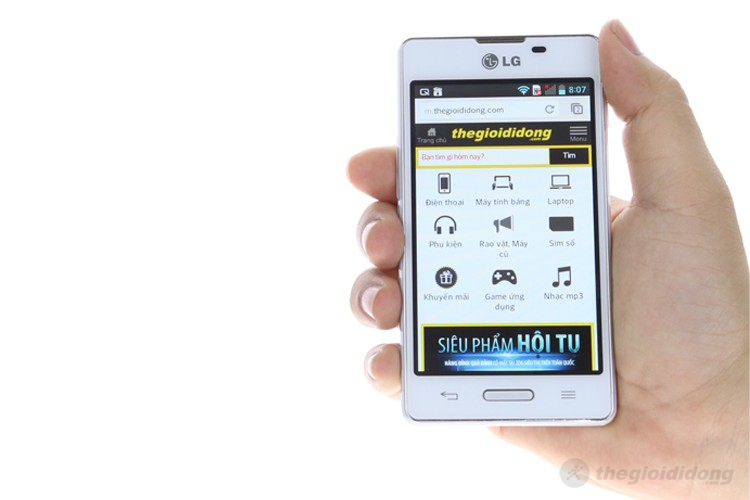 LG
8:07
m.thegioididong.com
Trang chủ
thegioididong
.com
Menu
Bạn tìm gì hôm nay?
Tìm
Điện thoại
Máy tính bảng
Laptop
Phụ kiện
Rao vặt, Máy cũ
Sim số
Khuyến mãi
Game ứng dụng
Nhạc mp3
SIÊU PHẨM HỘI TỤ
thegioididong
.com